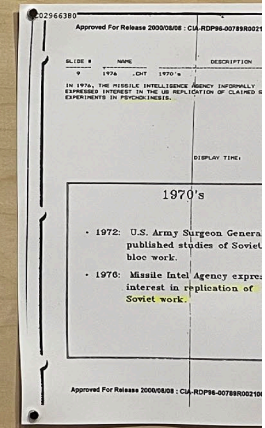 C02966380
Approved For Release 2000/08/08 : CIA-RDP96-00789R0021
SLIDE # NAME DESCRIPTION
9 1976 .CHT 1970's
IN 1976, THE MISSILE INTELLIGENCE AGENCY INFORMALLY
EXPRESSED INTEREST IN THE US REPLICATION OF CLAIMED S
EXPERIMENTS IN PSYCHOKINESIS.
DISPLAY TIME:
1970's
• 1972: U.S. Army Surgeon Genera
published studies of Soviet
bloc work.
• 1976: Missile Intel Agency expres
interest in replication of
Soviet work.
Approved For Release 2000/08/08 : CIA-RDP96-00789R00210